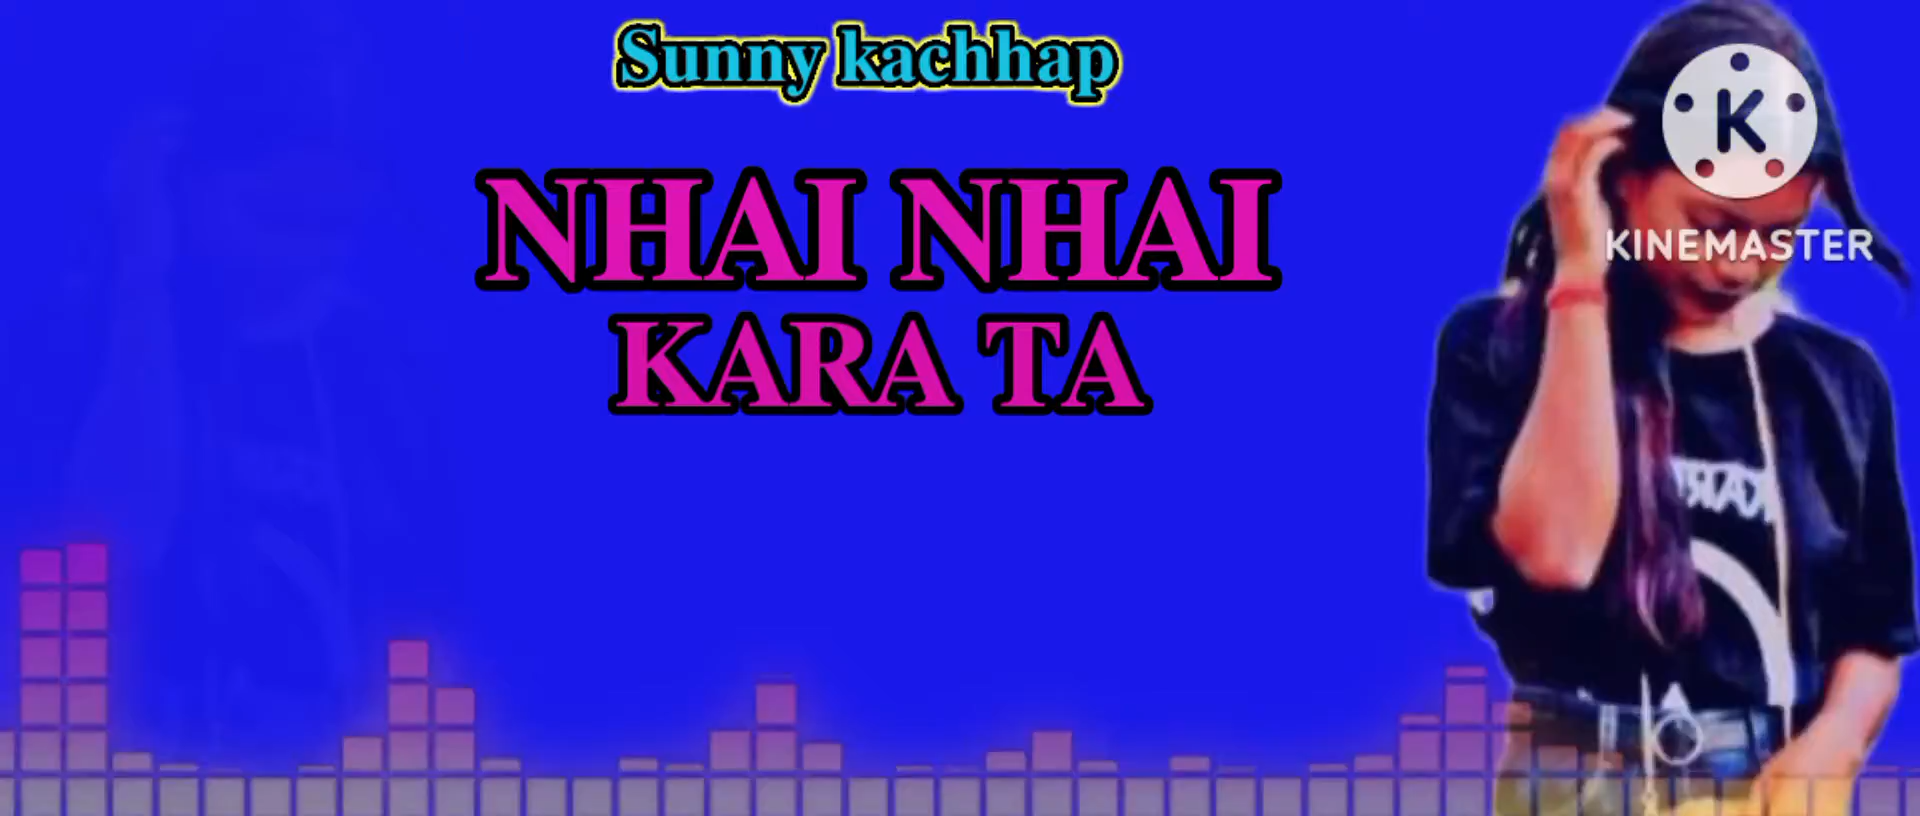 Sunny kachhap
NHAI NHAI
KARA TA
K
KINEMASTER